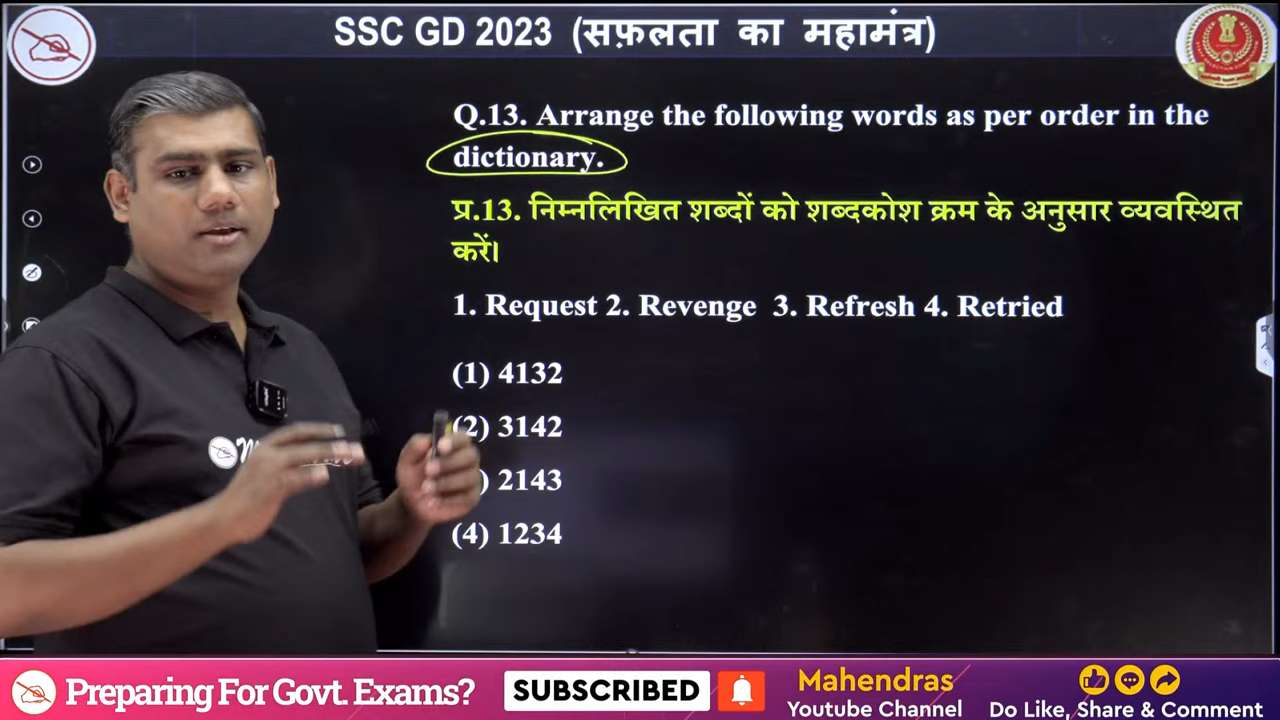 SSC GD 2023 (सफ़लता का महामंत्र)
Q.13. Arrange the following words as per order in the
dictionary.
प्र.13. निम्नलिखित शब्दों को शब्दकोश क्रम के अनुसार व्यवस्थित
करें।
1. Request 2. Revenge 3. Refresh 4. Retried
(1) 4132
(2) 3142
) 2143
(4) 1234
Preparing For Govt. Exams?
SUBSCRIBED
Mahendras
YouTube Channel
Do Like, Share & Comment